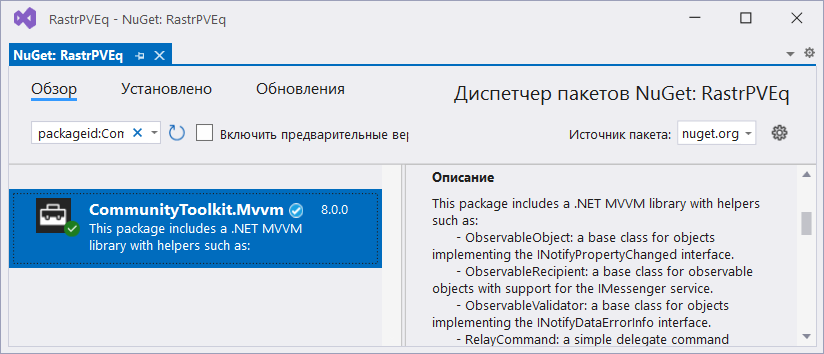 RastrPVEq - NuGet: RastrPVEq
NuGet: RastrPVEq
Обзор Установлено Обновления
Диспетчер пакетов NuGet: RastrPVEq
packageid:Com
Включить предварительные вер
Источник пакета: nuget.org
CommunityToolkit.Mvvm 8.0.0
This package includes a .NET MVVM
library with helpers such as:
Описание
This package includes a .NET MVVM library with helpers
such as:
- ObservableObject: a base class for objects
implementing the INotifyPropertyChanged interface.
- ObservableRecipient: a base class for observable
objects with support for the IMessenger service.
- ObservableValidator: a base class for objects
implementing the INotifyDataErrorInfo interface.
- RelayCommand: a simple delegate command